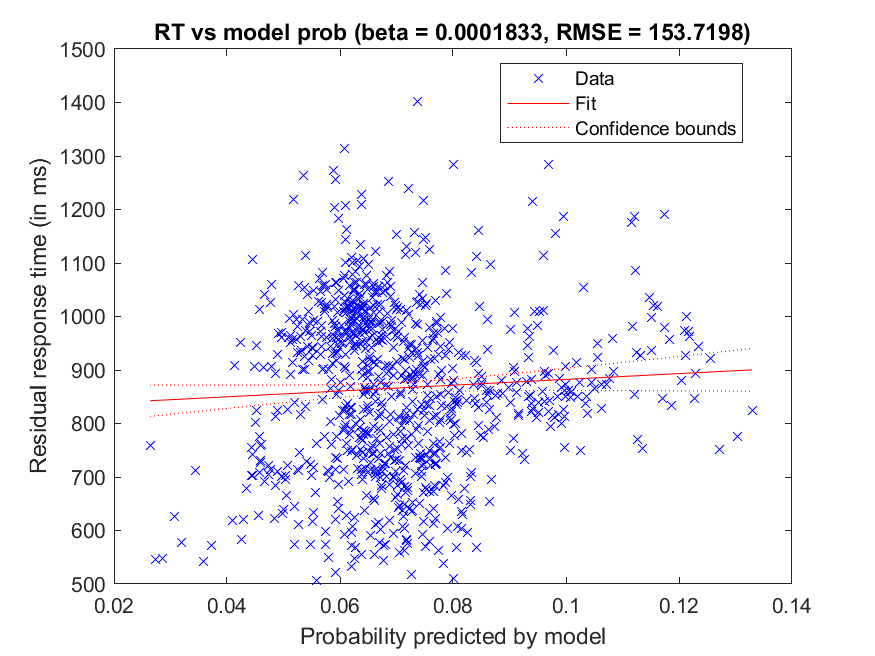 RT vs model prob (beta = 0.0001833, RMSE = 153.7198)
1500
1400
1300
1200
1100
1000
900
800
700
600
500
Residual response time (in ms)
Data
Fit
Confidence bounds
0.02 0.04 0.06 0.08 0.1 0.12 0.14
Probability predicted by model